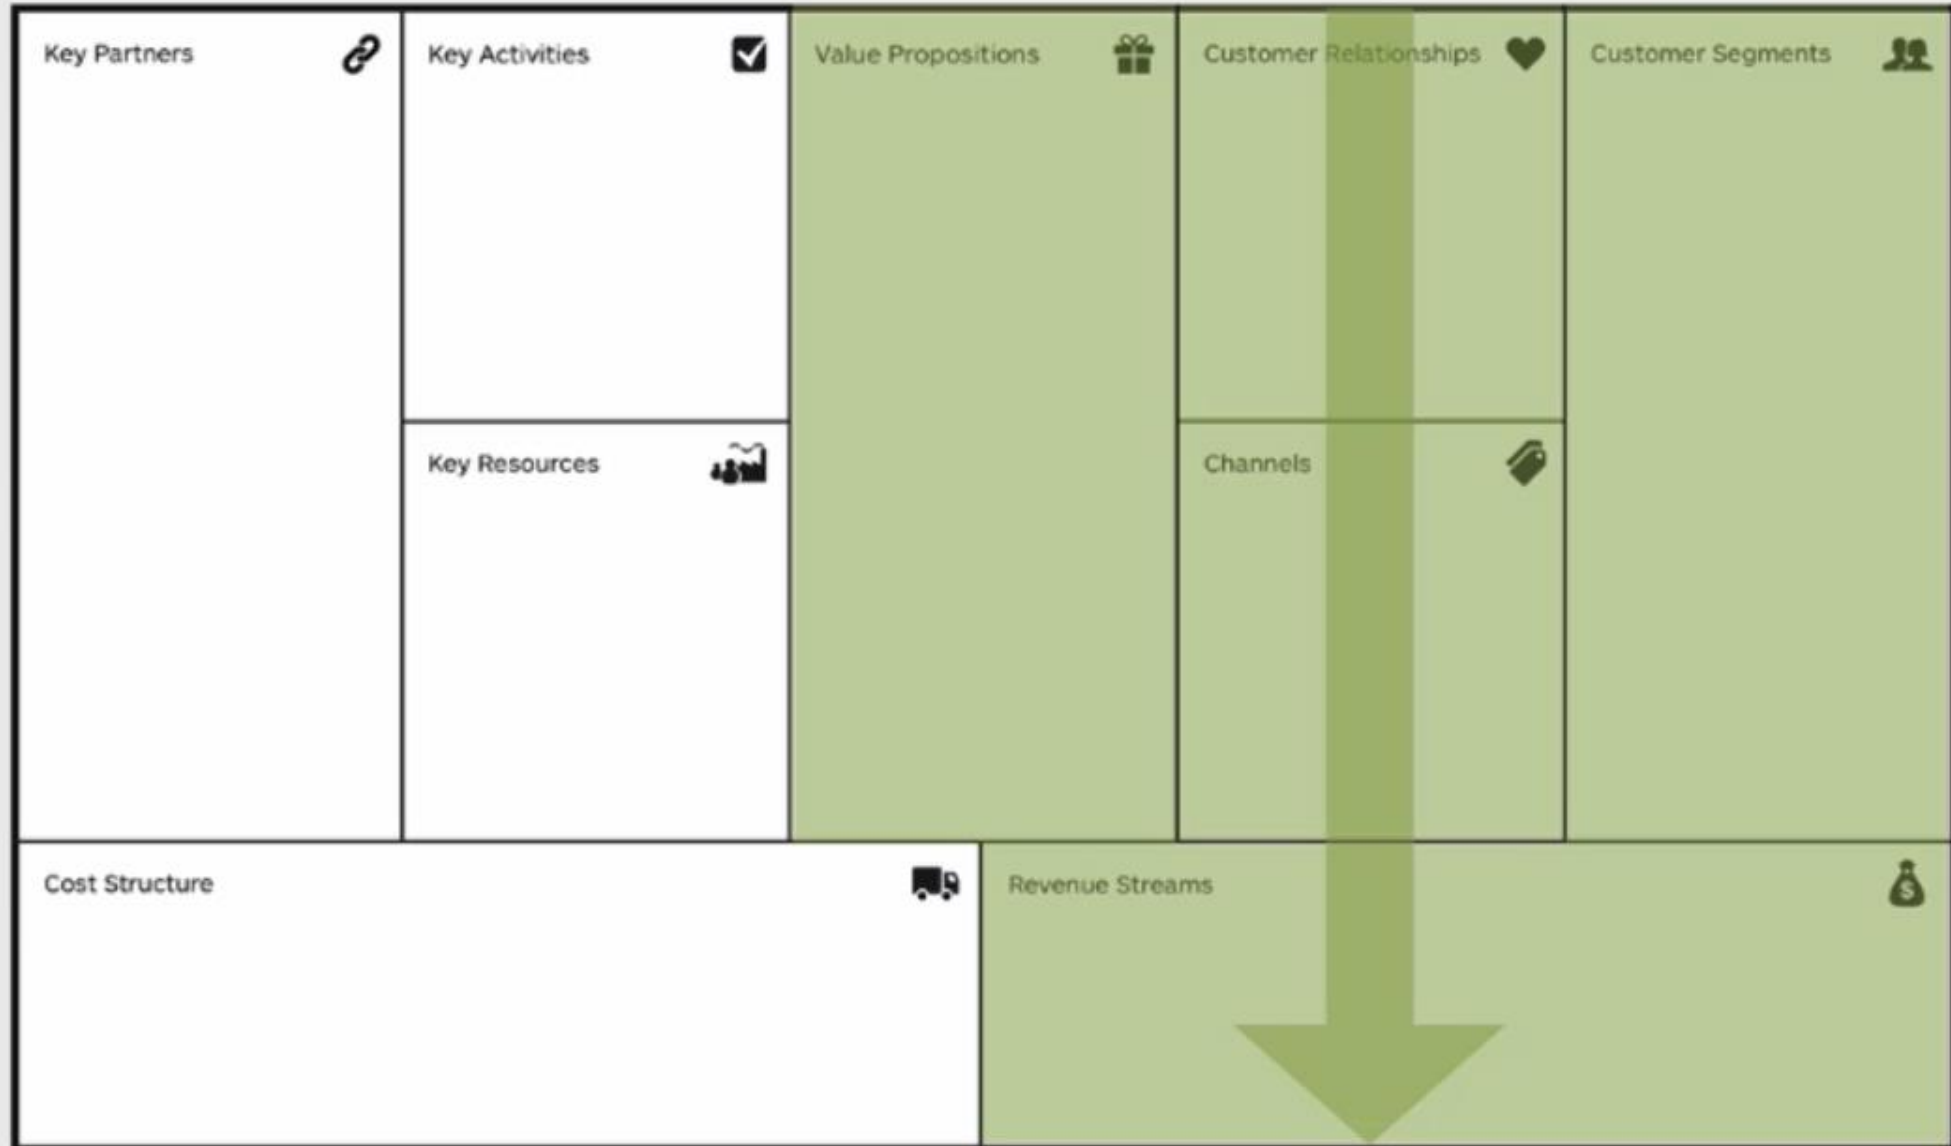 Key Partners
Key Activities
Value Propositions
Customer Relationships
Customer Segments
Key Resources
Channels
Cost Structure
Revenue Streams
$